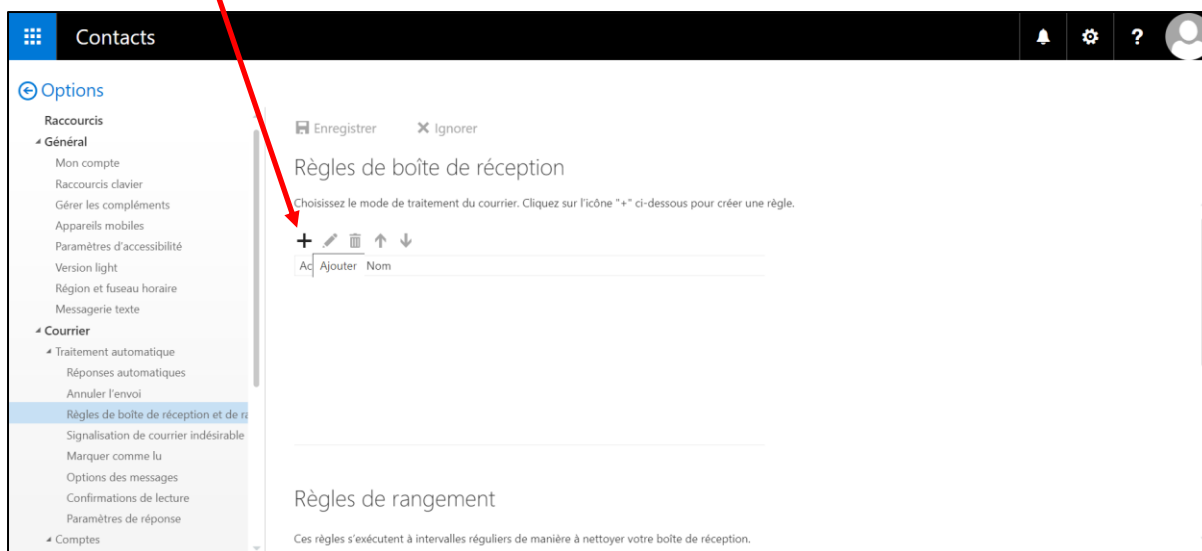 Contacts
?
Options
Raccourcis
Général
Mon compte
Raccourcis clavier
Gérer les compléments
Appareils mobiles
Paramètres d'accessibilité
Version light
Région et fuseau horaire
Messagerie texte
Courrier
Traitement automatique
Réponses automatiques
Annuler l'envoi
Règles de boîte de réception et de ra
Signalisation de courrier indésirable
Marquer comme lu
Options des messages
Confirmations de lecture
Paramètres de réponse
Comptes
Enregistrer Ignorer
Règles de boîte de réception
Choisissez le mode de traitement du courrier. Cliquez sur l'icône "+" ci-dessous pour créer une règle.
Ac Ajouter Nom
Règles de rangement
Ces règles s'exécutent à intervalles réguliers de manière à nettoyer votre boîte de réception.